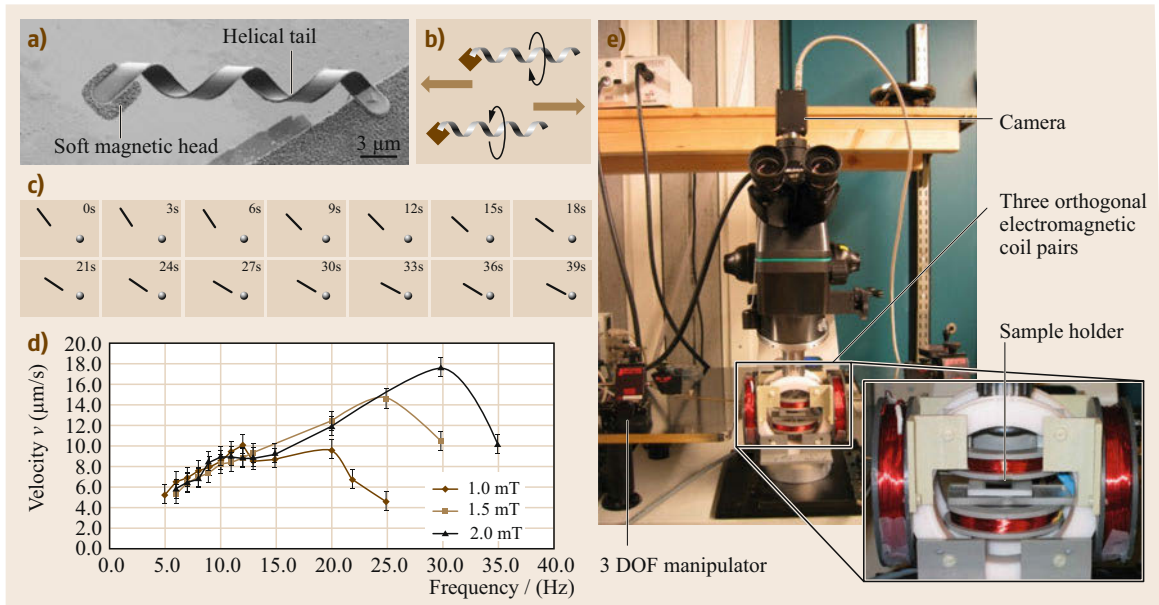 a)
Helical tail
Soft magnetic head
3 µm
b)
c)
0s 3s 6s 9s 12s 15s 18s
21s 24s 27s 30s 33s 36s 39s
d)
Velocity v (µm/s)
20.0
18.0
16.0
14.0
12.0
10.0
8.0
6.0
4.0
2.0
0.0
1.0 mT
1.5 mT
2.0 mT
0.0 5.0 10.0 15.0 20.0 25.0 30.0 35.0 40.0
Frequency / (Hz)
e)
Camera
Three orthogonal
electromagnetic
coil pairs
Sample holder
3 DOF manipulator